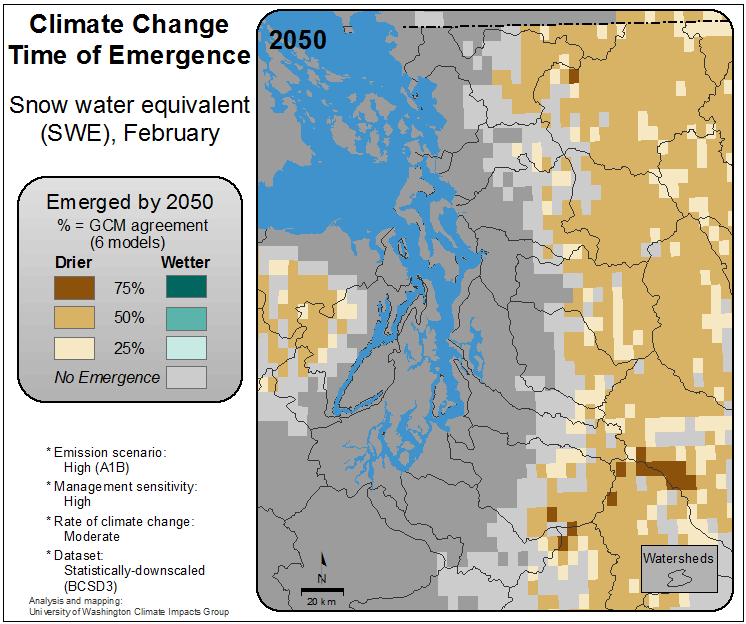 Climate Change
Time of Emergence
Snow water equivalent
(SWE), February
Emerged by 2050
% = GCM agreement
(6 models)
Drier Wetter
75%
50%
25%
No Emergence
* Emission scenario:
High (A1B)
* Management sensitivity:
High
* Rate of climate change:
Moderate
* Dataset:
Statistically-downscaled
(BCSD3)
Analysis and mapping:
University of Washington Climate Impacts Group
2050
N
20 km
Watersheds